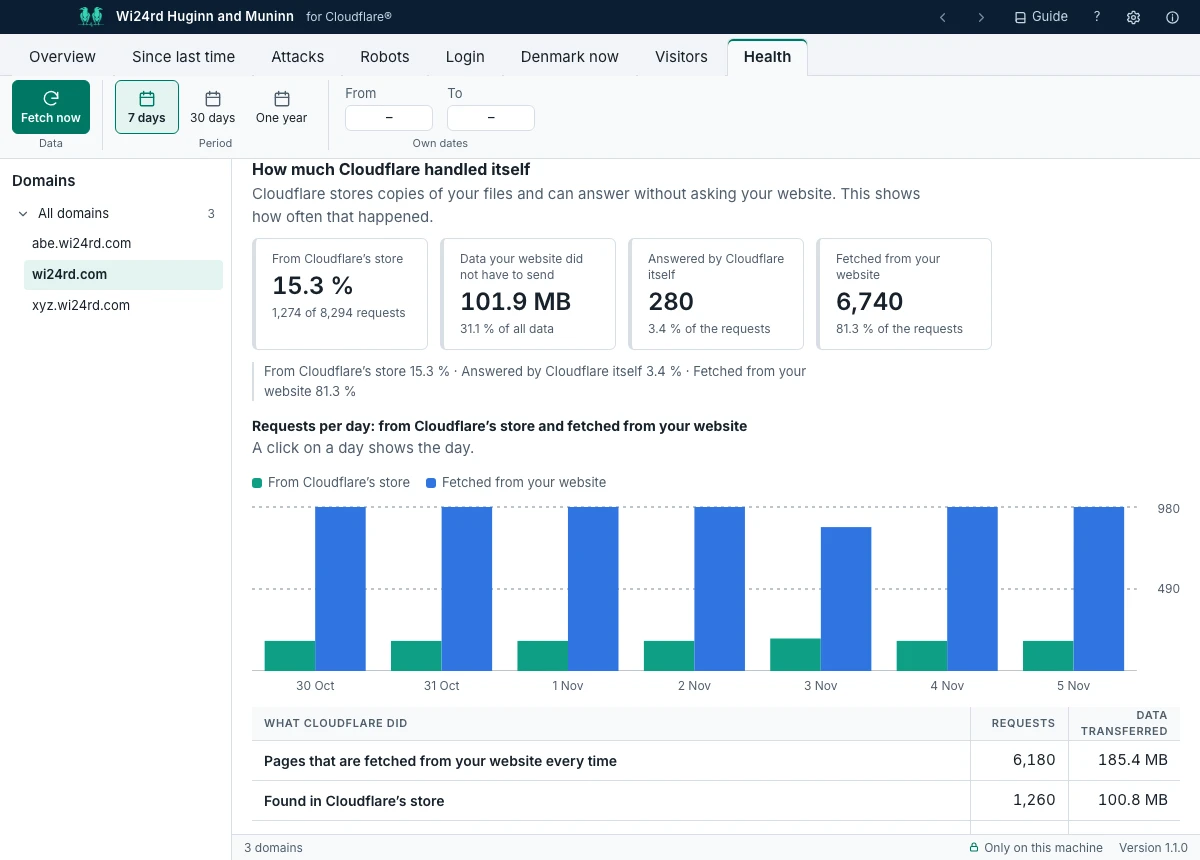 Wi24rd Huginn and Muninn for Cloudflare®
Guide ?
Overview Since last time Attacks Robots Login Denmark now Visitors Health
Fetch now
Data
7 days 30 days One year
Period
From To
– –
Own dates
Domains
All domains 3
abe.wi24rd.com
wi24rd.com
xyz.wi24rd.com
How much Cloudflare handled itself
Cloudflare stores copies of your files and can answer without asking your website. This shows
how often that happened.
From Cloudflare’s store
15.3 %
1,274 of 8,294 requests
Data your website did
not have to send
101.9 MB
31.1 % of all data
Answered by Cloudflare
itself
280
3.4 % of the requests
Fetched from your
website
6,740
81.3 % of the requests
From Cloudflare’s store 15.3 % · Answered by Cloudflare itself 3.4 % · Fetched from your
website 81.3 %
Requests per day: from Cloudflare’s store and fetched from your website
A click on a day shows the day.
From Cloudflare’s store Fetched from your website
980
490
30 Oct 31 Oct 1 Nov 2 Nov 3 Nov 4 Nov 5 Nov
WHAT CLOUDFLARE DID REQUESTS DATA
TRANSFERRED
Pages that are fetched from your website every time 6,180 185.4 MB
Found in Cloudflare’s store 1,260 100.8 MB
3 domains Only on this machine Version 1.1.0